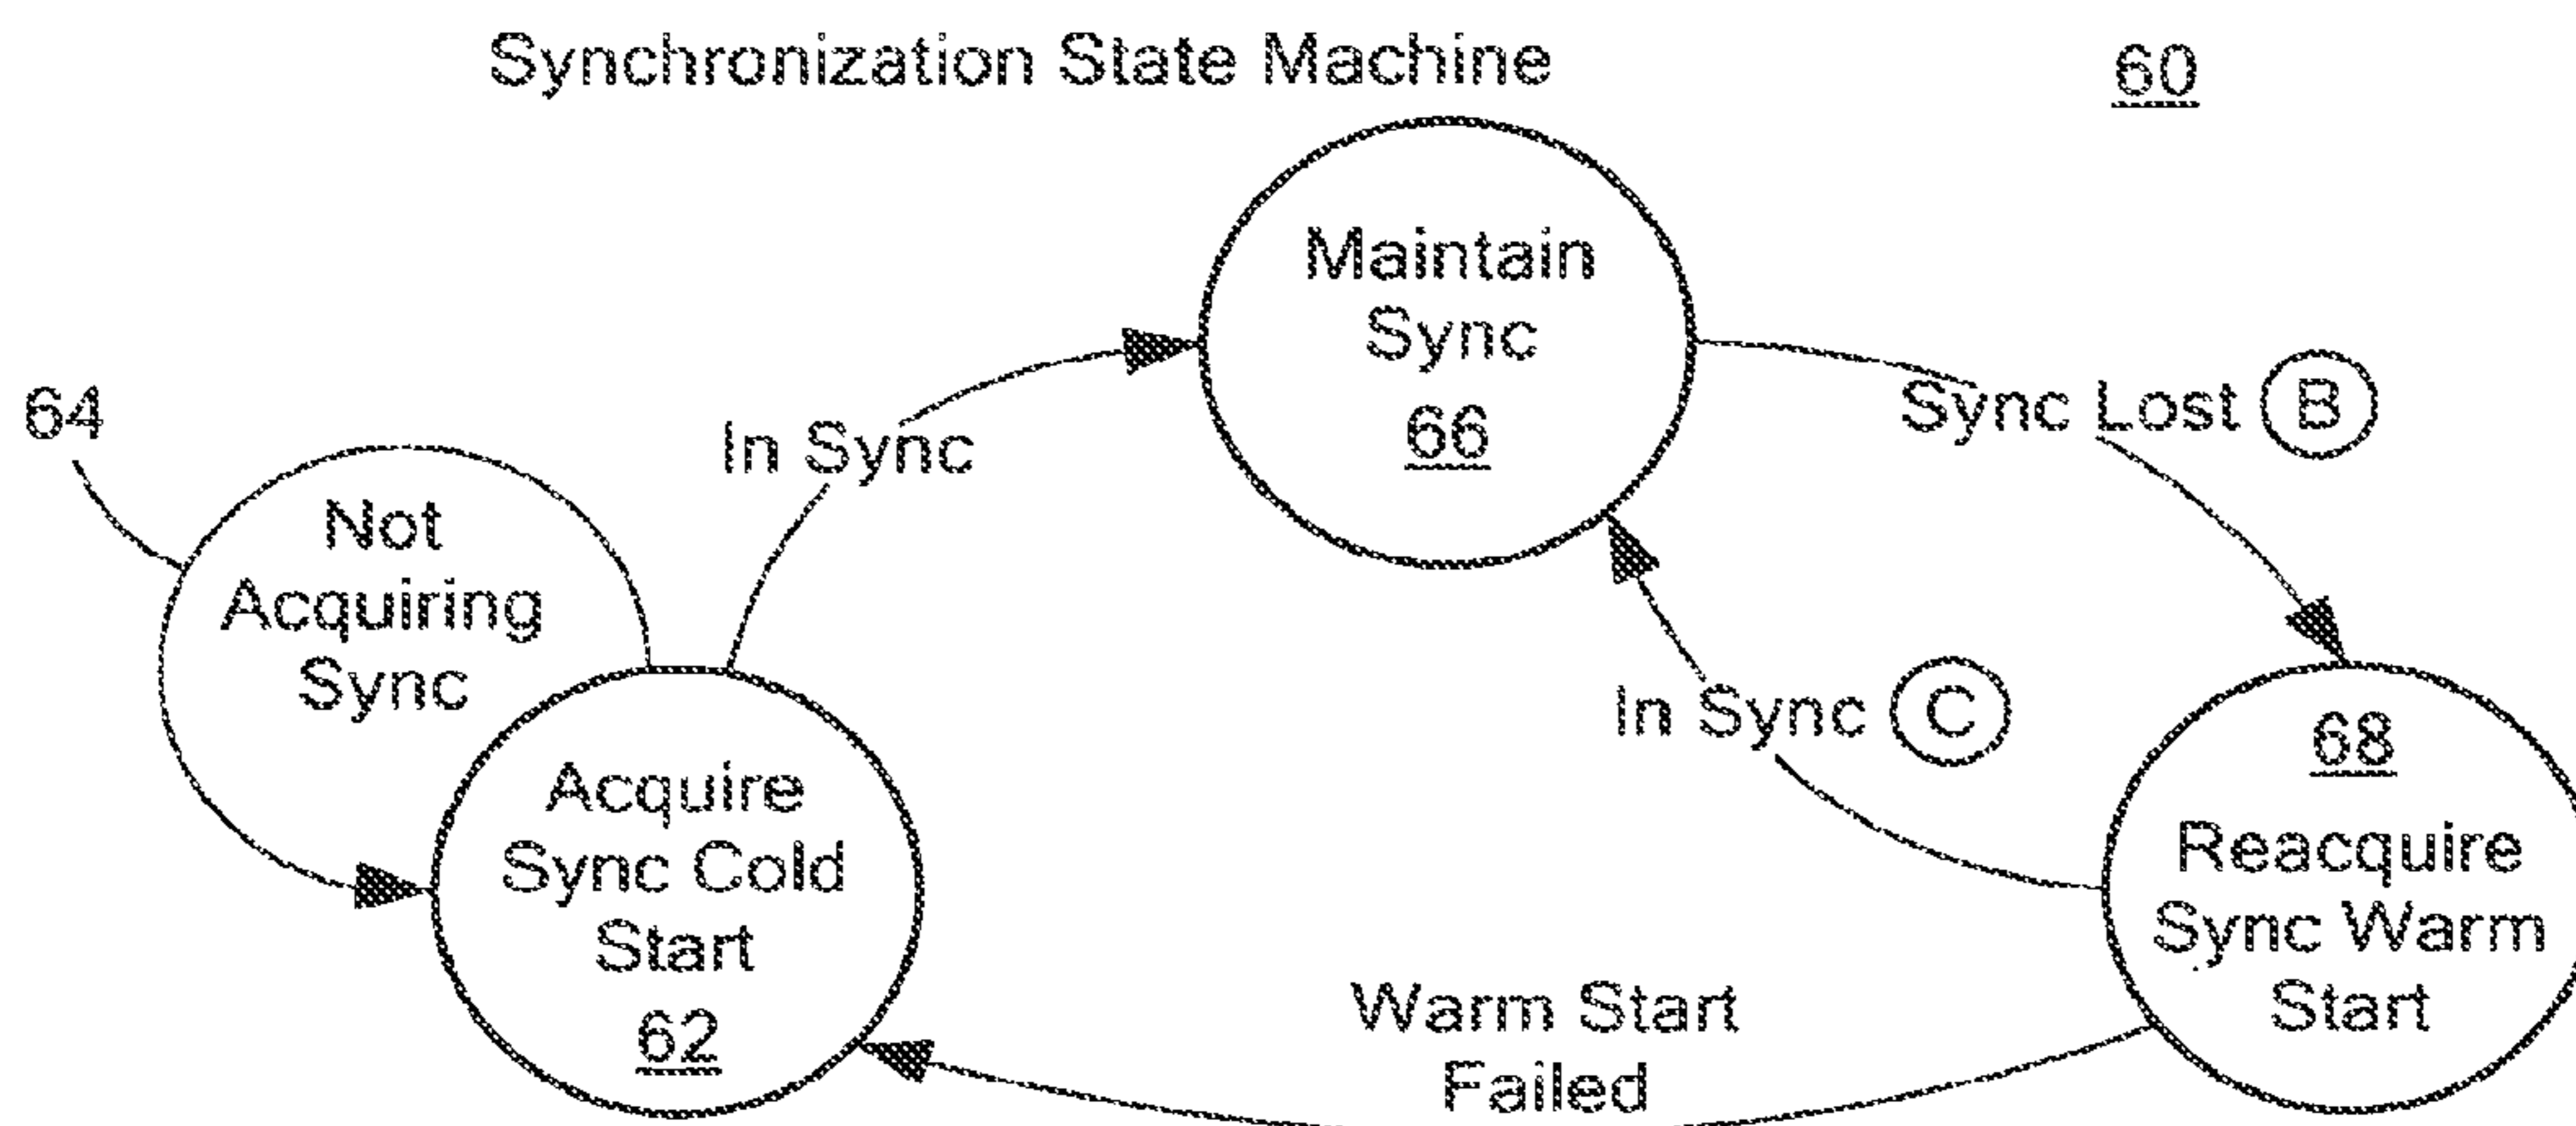 Synchronization State Machine
60
Maintain
Sync
66
Sync Lost B
64
In Sync
Not
Acquiring
Sync
In Sync C
Acquire
Sync Cold
Start
62
68
Reacquire
Sync Warm
Start
Warm Start
Failed